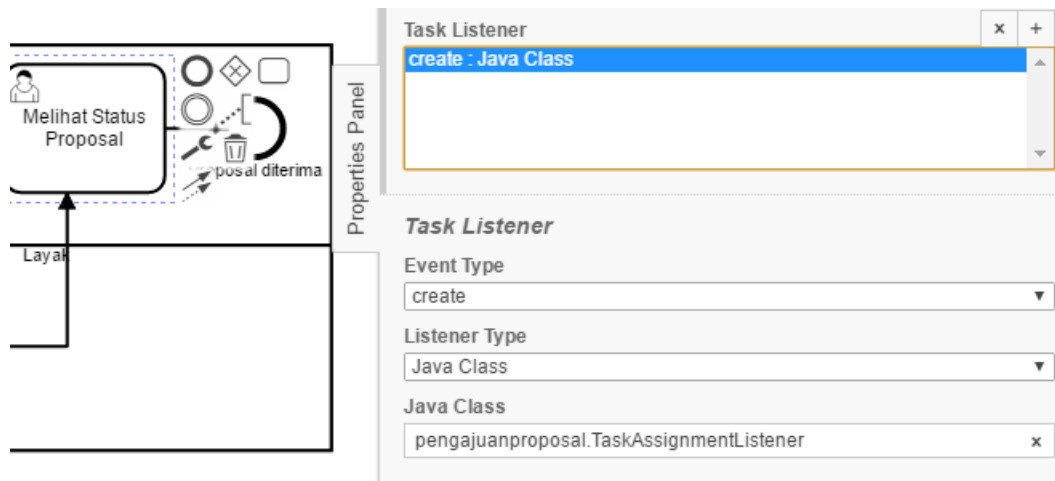 Melihat Status
Proposal
diterima
Layak
Properties Panel
Task Listener
x +
create : Java Class
Task Listener
Event Type
create
Listener Type
Java Class
Java Class
pengajuanproposal.TaskAssignmentListener
x